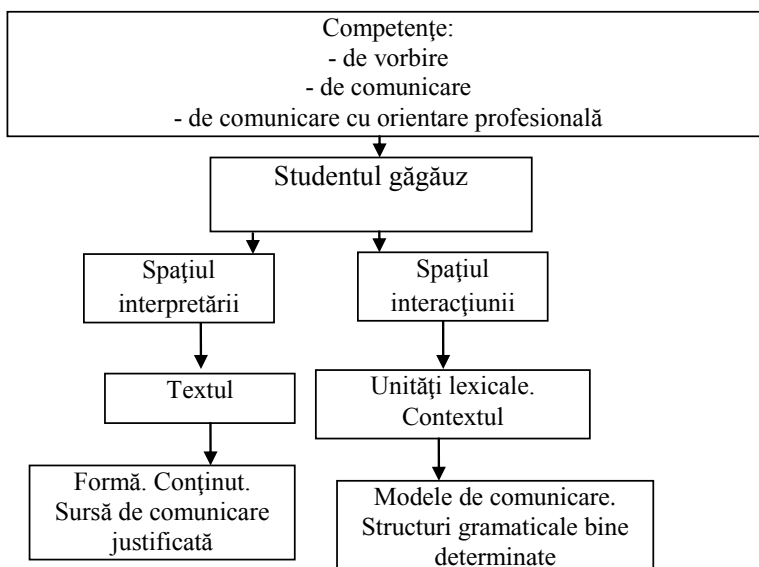 Competenţe:
- de vorbire
- de comunicare
- de comunicare cu orientare profesională
Studentul găgăuz
Spaţiul
interpretării
Spaţiul
interacţiunii
Textul
Unităţi lexicale.
Contextul
Formă. Conţinut.
Sursă de comunicare
justificată
Modele de comunicare.
Structuri gramaticale bine
determinate